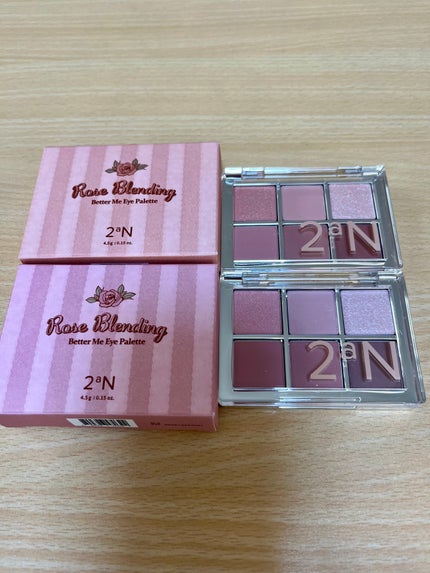 Rose Blending
Better Me Eye Palette
2aN
4.5g / 0.15 oz.
2aN
Rose Blending
Better Me Eye Palette
2aN
4.5g / 0.15 oz.
2aN